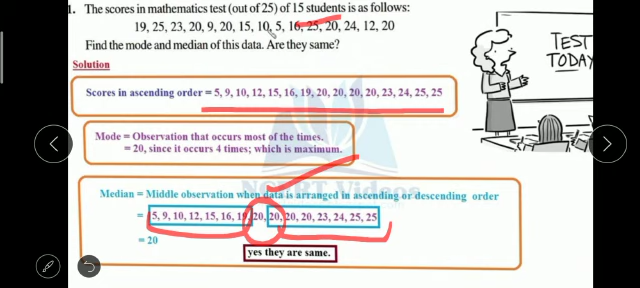 1. The scores in mathematics test (out of 25) of 15 students is as follows:
19, 25, 23, 20, 9, 20, 15, 10, 5, 16, 25, 20, 24, 12, 20
Find the mode and median of this data. Are they same?
TEST
TODAY
Solution
Scores in ascending order = 5, 9, 10, 12, 15, 16, 19, 20, 20, 20, 20, 23, 24, 25, 25
Mode = Observation that occurs most of the times.
= 20, since it occurs 4 times; which is maximum.
Median = Middle observation when data is arranged in ascending or descending order
= 5, 9, 10, 12, 15, 16, 19, 20, 20, 20, 20, 23, 24, 25, 25
= 20
yes they are same.